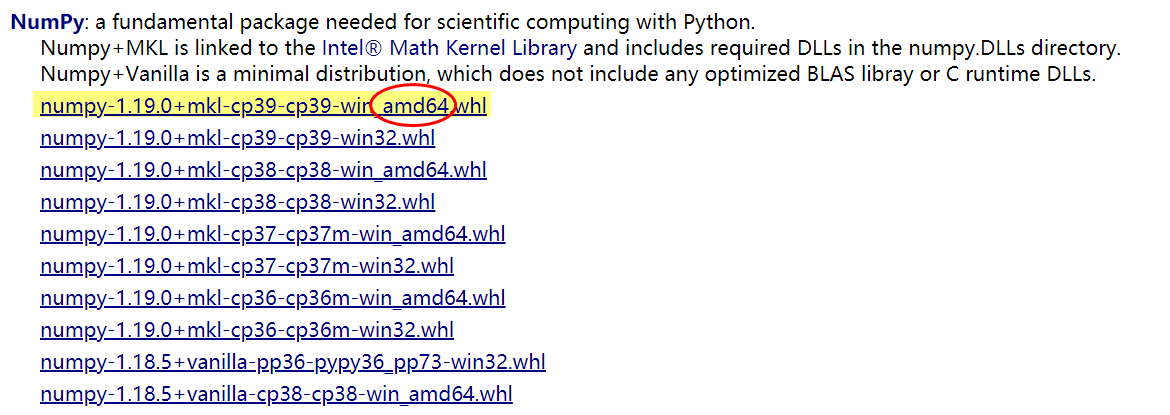 NumPy: a fundamental package needed for scientific computing with Python.
Numpy+MKL is linked to the Intel® Math Kernel Library and includes required DLLs in the numpy.DLLs directory.
Numpy+Vanilla is a minimal distribution, which does not include any optimized BLAS libray or C runtime DLLs.
numpy-1.19.0+mkl-cp39-cp39-win_amd64.whl
numpy-1.19.0+mkl-cp39-cp39-win32.whl
numpy-1.19.0+mkl-cp38-cp38-win_amd64.whl
numpy-1.19.0+mkl-cp38-cp38-win32.whl
numpy-1.19.0+mkl-cp37-cp37m-win_amd64.whl
numpy-1.19.0+mkl-cp37-cp37m-win32.whl
numpy-1.19.0+mkl-cp36-cp36m-win_amd64.whl
numpy-1.19.0+mkl-cp36-cp36m-win32.whl
numpy-1.18.5+vanilla-pp36-pypy36_pp73-win32.whl
numpy-1.18.5+vanilla-cp38-cp38-win_amd64.whl